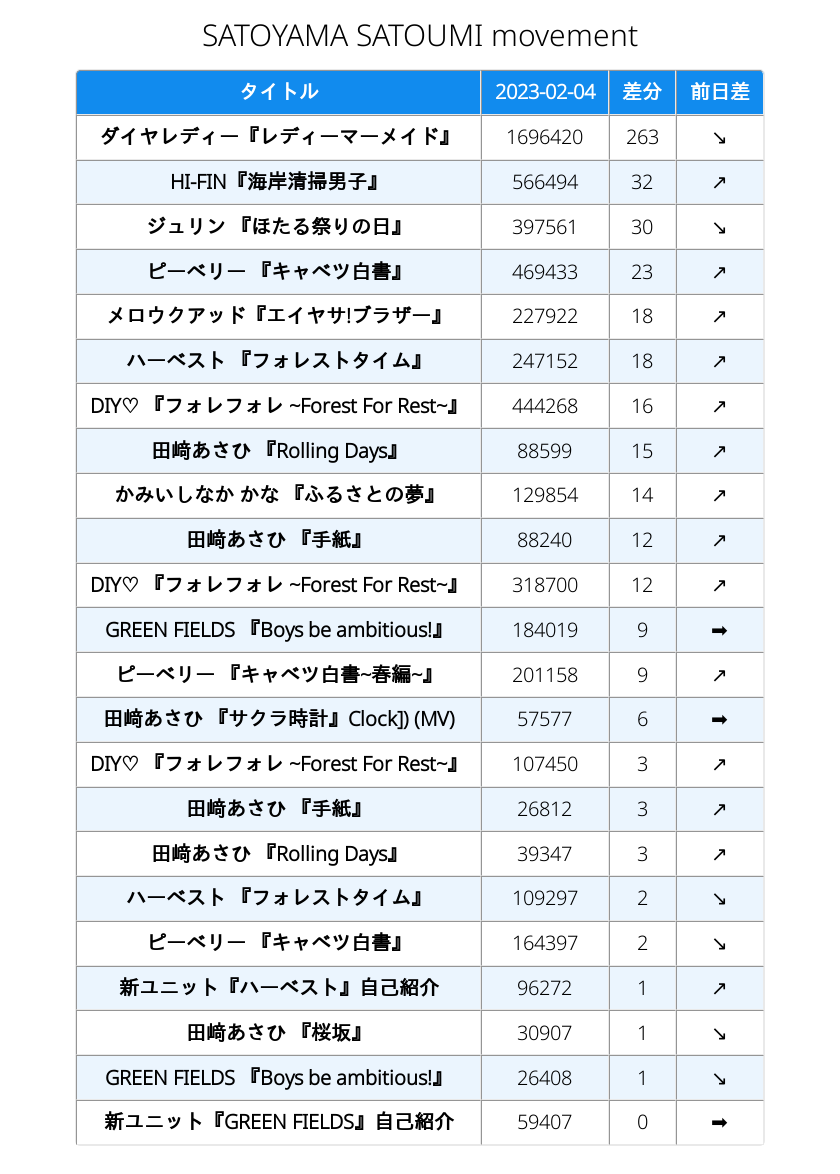 SATOYAMA SATOUMI movement
タイトル 2023-02-04 差分 前日差
ダイヤレディー『レディーマーメイド』 1696420 263 ↘
HI-FIN『海岸清掃男子』 566494 32 ↗
ジュリン 『ほたる祭りの日』 397561 30 ↘
ピーベリー 『キャベツ白書』 469433 23 ↗
メロウクアッド『エイヤサ!ブラザー』 227922 18 ↗
ハーベスト 『フォレストタイム』 247152 18 ↗
DIY♡ 『フォレフォレ ~Forest For Rest~』 444268 16 ↗
田﨑あさひ 『Rolling Days』 88599 15 ↗
かみいしなか かな 『ふるさとの夢』 129854 14 ↗
田﨑あさひ 『手紙』 88240 12 ↗
DIY♡ 『フォレフォレ ~Forest For Rest~』 318700 12 ↗
GREEN FIELDS 『Boys be ambitious!』 184019 9 ➡
ピーベリー 『キャベツ白書~春編~』 201158 9 ↗
田﨑あさひ 『サクラ時計』Clock]) (MV) 57577 6 ➡
DIY♡ 『フォレフォレ ~Forest For Rest~』 107450 3 ↗
田﨑あさひ 『手紙』 26812 3 ↗
田﨑あさひ 『Rolling Days』 39347 3 ↗
ハーベスト 『フォレストタイム』 109297 2 ↘
ピーベリー 『キャベツ白書』 164397 2 ↘
新ユニット『ハーベスト』自己紹介 96272 1 ↗
田﨑あさひ 『桜坂』 30907 1 ↘
GREEN FIELDS 『Boys be ambitious!』 26408 1 ↘
新ユニット『GREEN FIELDS』自己紹介 59407 0 ➡